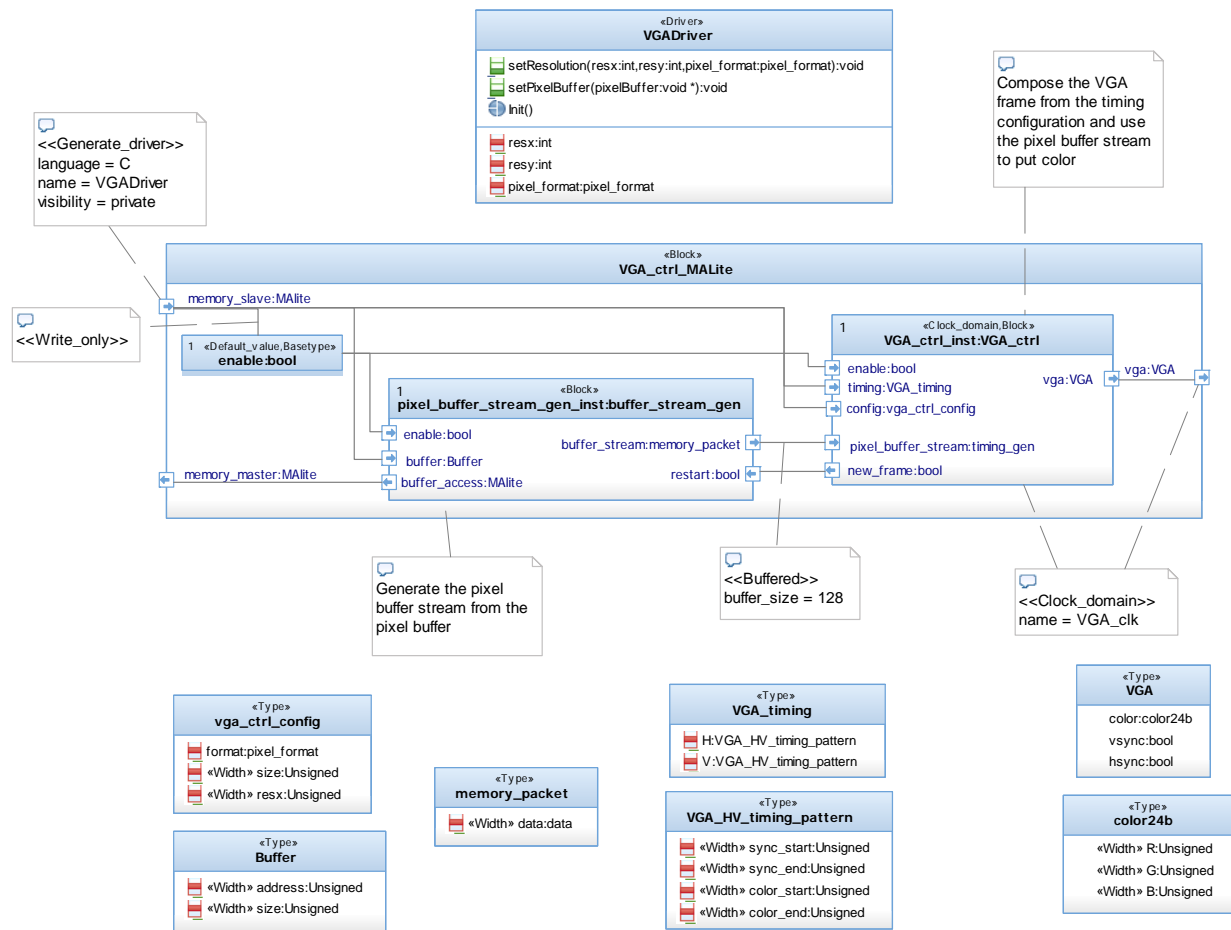 «Driver»
VGADriver
setResolution(resx:int,resy:int,pixel_format:pixel_format):void
setPixelBuffer(pixelBuffer:void *):void
Init()
resx:int
resy:int
pixel_format:pixel_format
Compose the VGA
frame from the timing
configuration and use
the pixel buffer stream
to put color
<<Generate_driver>>
language = C
name = VGADriver
visibility = private
«Block»
VGA_ctrl_MALite
memory_slave:MAlite
<<Write_only>>
1 «Default_value,Basetype»
enable:bool
1 «Clock_domain,Block»
VGA_ctrl_inst:VGA_ctrl
enable:bool
timing:VGA_timing
config:vga_ctrl_config
pixel_buffer_stream:timing_gen
new_frame:bool
vga:VGA
vga:VGA
1 «Block»
pixel_buffer_stream_gen_inst:buffer_stream_gen
enable:bool
buffer:Buffer
buffer_access:MAlite
buffer_stream:memory_packet
restart:bool
memory_master:MAlite
Generate the pixel
buffer stream from the
pixel buffer
<<Buffered>>
buffer_size = 128
<<Clock_domain>>
name = VGA_clk
«Type»
vga_ctrl_config
format:pixel_format
«Width» size:Unsigned
«Width» resx:Unsigned
«Type»
Buffer
«Width» address:Unsigned
«Width» size:Unsigned
«Type»
memory_packet
«Width» data:data
«Type»
VGA_timing
H:VGA_HV_timing_pattern
V:VGA_HV_timing_pattern
«Type»
VGA_HV_timing_pattern
«Width» sync_start:Unsigned
«Width» sync_end:Unsigned
«Width» color_start:Unsigned
«Width» color_end:Unsigned
«Type»
VGA
color:color24b
vsync:bool
hsync:bool
«Type»
color24b
«Width» R:Unsigned
«Width» G:Unsigned
«Width» B:Unsigned